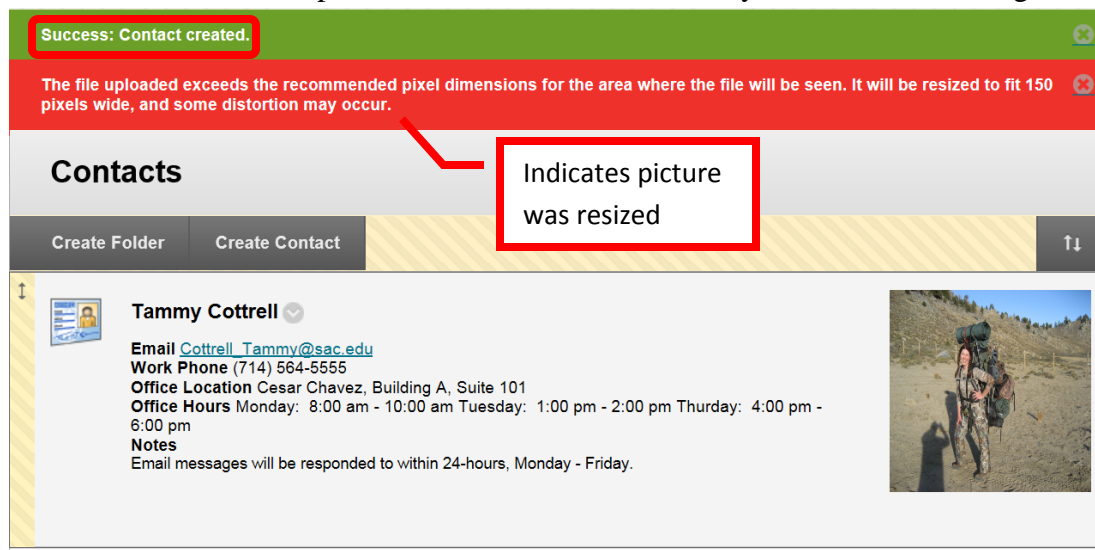 Success: Contact created.
The file uploaded exceeds the recommended pixel dimensions for the area where the file will be seen. It will be resized to fit 150
pixels wide, and some distortion may occur.
Indicates picture
was resized
Contacts
Create Folder Create Contact
Tammy Cottrell
Email Cottrell_Tammy@sac.edu
Work Phone (714) 564-5555
Office Location Cesar Chavez, Building A, Suite 101
Office Hours Monday: 8:00 am - 10:00 am Tuesday: 1:00 pm - 2:00 pm Thurday: 4:00 pm -
6:00 pm
Notes
Email messages will be responded to within 24-hours, Monday - Friday.